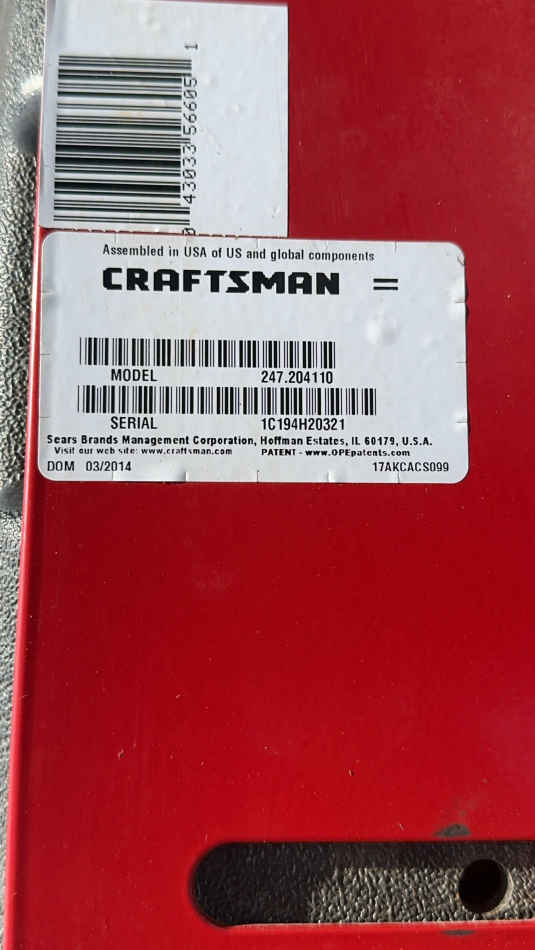 0 43033 56605 1
Assembled in USA of US and global components
CRAFTSMAN
MODEL 247.204110
SERIAL 1C194H20321
Sears Brands Management Corporation, Hoffman Estates, IL 60179, U.S.A.
Visit our web site: www.craftsman.com PATENT - www.OPEpatents.com
DOM 03/2014 17AKCACS099